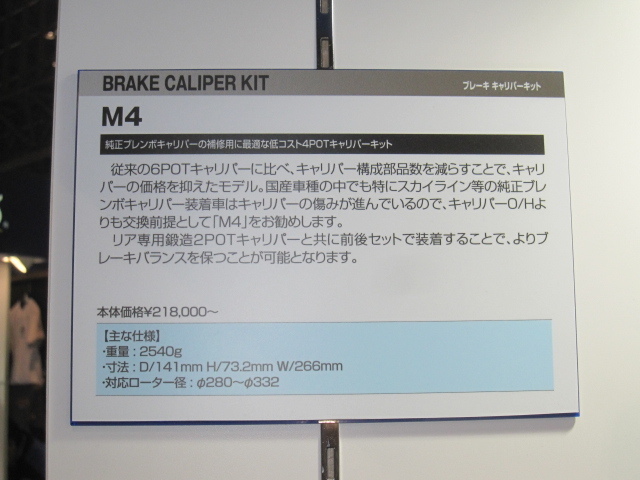 BRAKE CALIPER KIT
ブレーキ キャリパーキット
M4
純正ブレンボキャリパーの補修用に最適な低コスト4POTキャリパーキット
従来の6POTキャリパーに比べ、キャリパー構成部品数を減らすことで、キャリ
パーの価格を抑えたモデル。国産車種の中でも特にスカイライン等の純正ブレ
ンボキャリパー装着車はキャリパーの傷みが進んでいるので、キャリパーO/Hよ
りも交換前提として「M4」をお勧めします。
リア専用鍛造2POTキャリパーと共に前後セットで装着することで、よりブ
レーキバランスを保つことが可能となります。
本体価格¥218,000〜
【主な仕様】
・重量:2540g
・寸法:D/141mm H/73.2mm W/266mm
・対応ローター径:φ280〜φ332